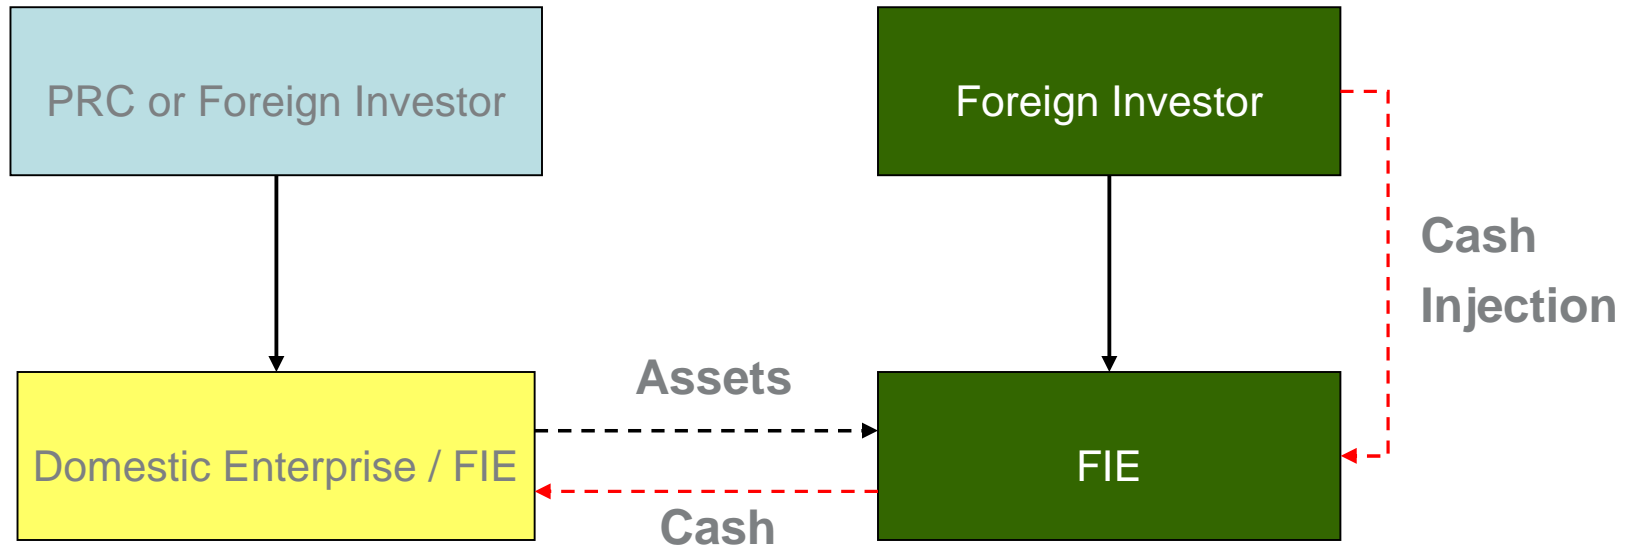 PRC or Foreign Investor
Foreign Investor
Cash
Injection
Assets
Domestic Enterprise / FIE
FIE
Cash